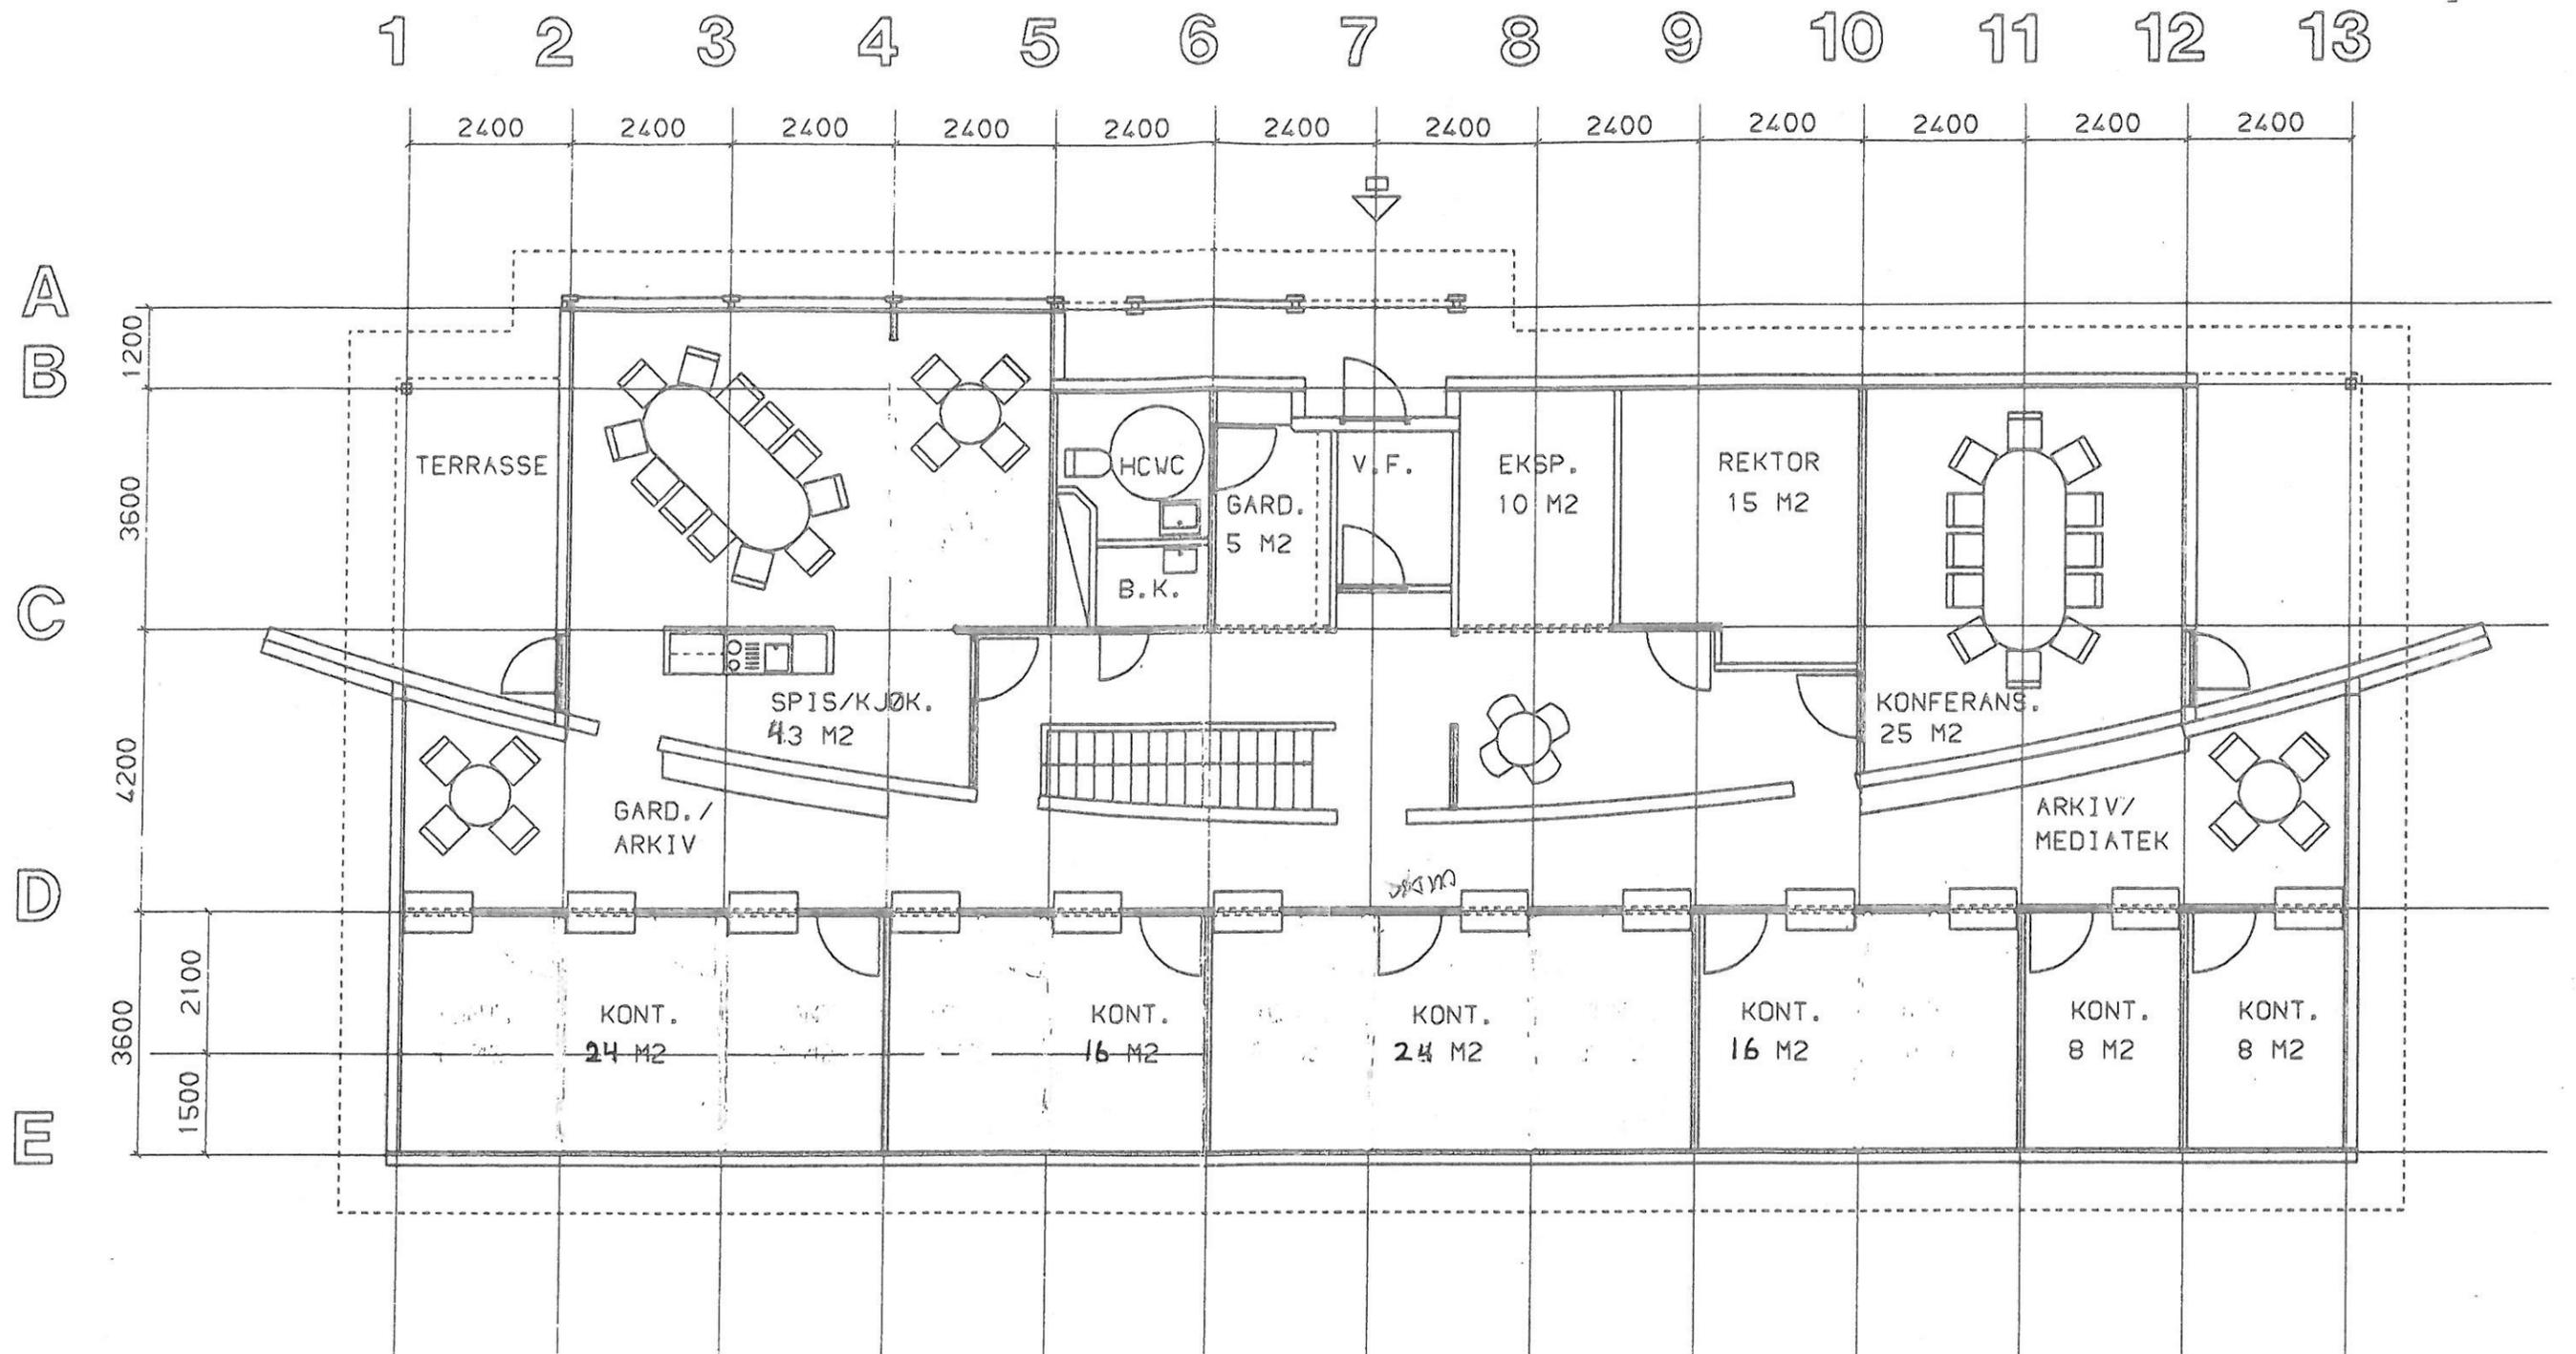 1 2 3 4 5 6 7 8 9 10 11 12 13
2400 2400 2400 2400 2400 2400 2400 2400 2400 2400 2400 2400
A
1200
B
TERRASSE
HCWC
V.F.
EKSP.
10 M2
REKTOR
15 M2
GARD.
5 M2
3600
B.K.
C
SPIS/KJØK.
43 M2
KONFERANS.
25 M2
4200
GARD./
ARKIV
ARKIV/
MEDIATEK
D
2100
3600
1500
KONT.
24 M2
KONT.
16 M2
KONT.
24 M2
KONT.
16 M2
KONT.
8 M2
KONT.
8 M2
E